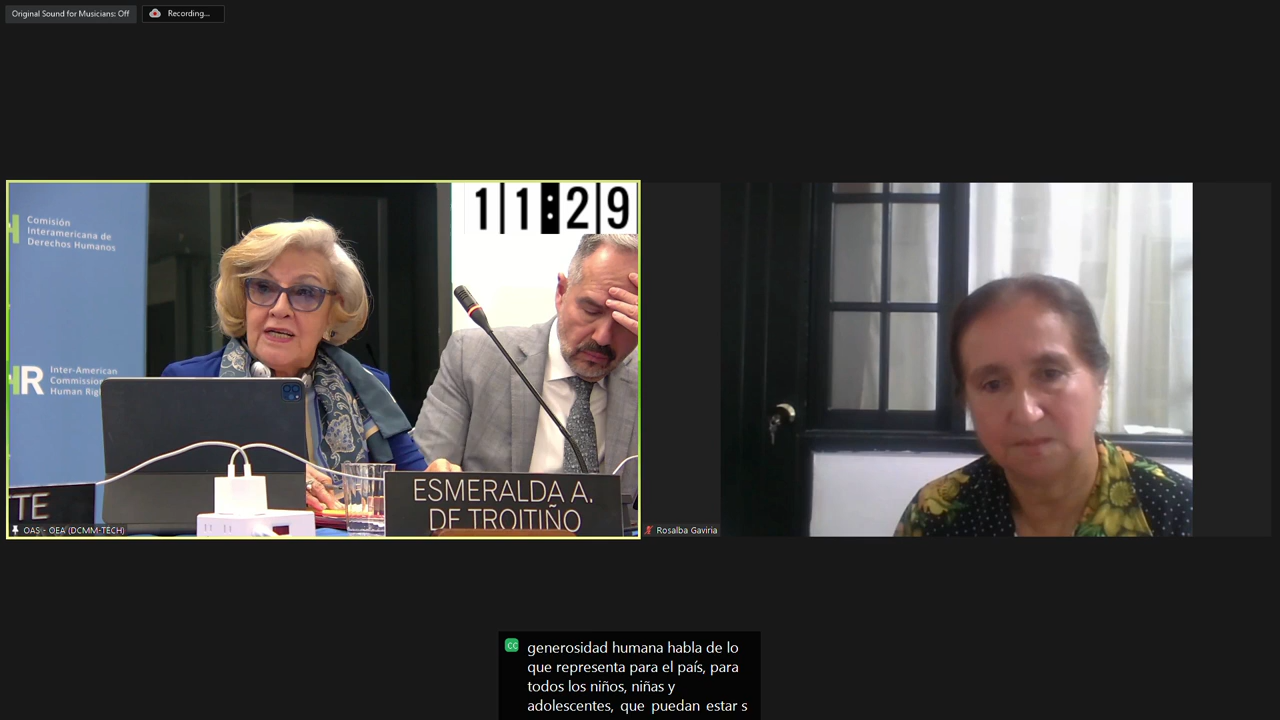 Original Sound for Musicians: Off
Recording...
11:29
Comisión
Interamericana de
Derechos Humanos
R
Inter-American
Human
TE
ESMERALDA A.
DE TROITIÑO
OAS - OEA (DCMM-TECH)
Rosalba Gaviria
CC
generosidad humana habla de lo
que representa para el país, para
todos los niños, niñas y
adolescentes, que puedan estar s